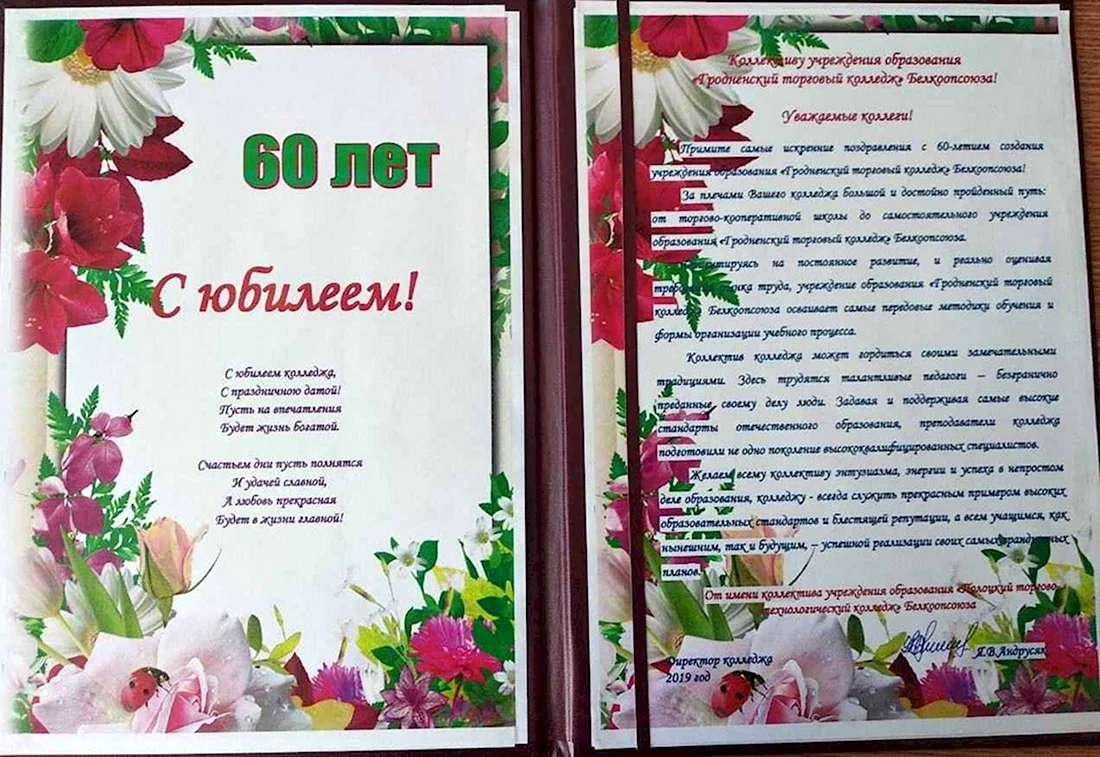 60 лет
С юбилеем!
С юбилеем колледжа,
С праздничною датой!
Пусть на впечатления
Будет жизнь богатой.
Счастьем дни пусть полнятся
И удачей славной,
А любовь прекрасная
Будет в жизни главной!
Коллективу учреждения образования
«Гродненский торговый колледж» Белкоопсоюза!
Уважаемые коллеги!
Примите самые искренние поздравления с 60-летием создания
учреждения образования «Гродненский торговый колледж» Белкоопсоюза!
За плечами Вашего колледжа большой и достойно пройденный путь:
от торгово-кооперативной школы до самостоятельного учреждения
образования «Гродненский торговый колледж» Белкоопсоюза.
на постоянное развитие, и реально оценивая
требования рынка труда, учреждение образования «Гродненский торговый
колледж» Белкоопсоюза осваивает самые передовые методики обучения и
формы организации учебного процесса.
Коллектив колледжа может гордиться своими замечательными
традициями. Здесь трудятся талантливые педагоги – безгранично
преданные своему делу люди. Задавая и поддерживая самые высокие
стандарты отечественного образования, преподаватели колледжа
подготовили не одно поколение высококвалифицированных специалистов.
Желаем всему коллективу энтузиазма, энергии и успеха в непростом
деле образования, колледжу - всегда служить прекрасным примером высоких
образовательных стандартов и блестящей репутации, а всем учащимся, как
нынешним, так и будущим, – успешной реализации своих самых грандиозных
планов.
От имени коллектива учреждения образования «Полоцкий торгово-
технологический колледж» Белкоопсоюза
Директор колледжа П.В.Андрусяк
2019 год